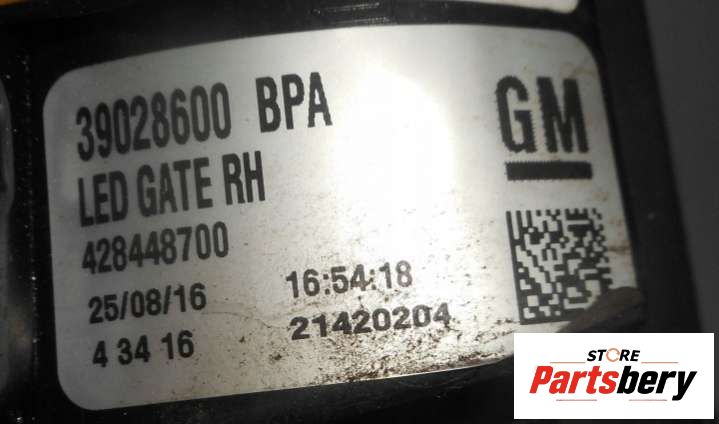 39028600 BPA
GM
LED GATE RH
428448700
25/08/16 16:54:18
4 34 16 21420204
STORE
Partsbery